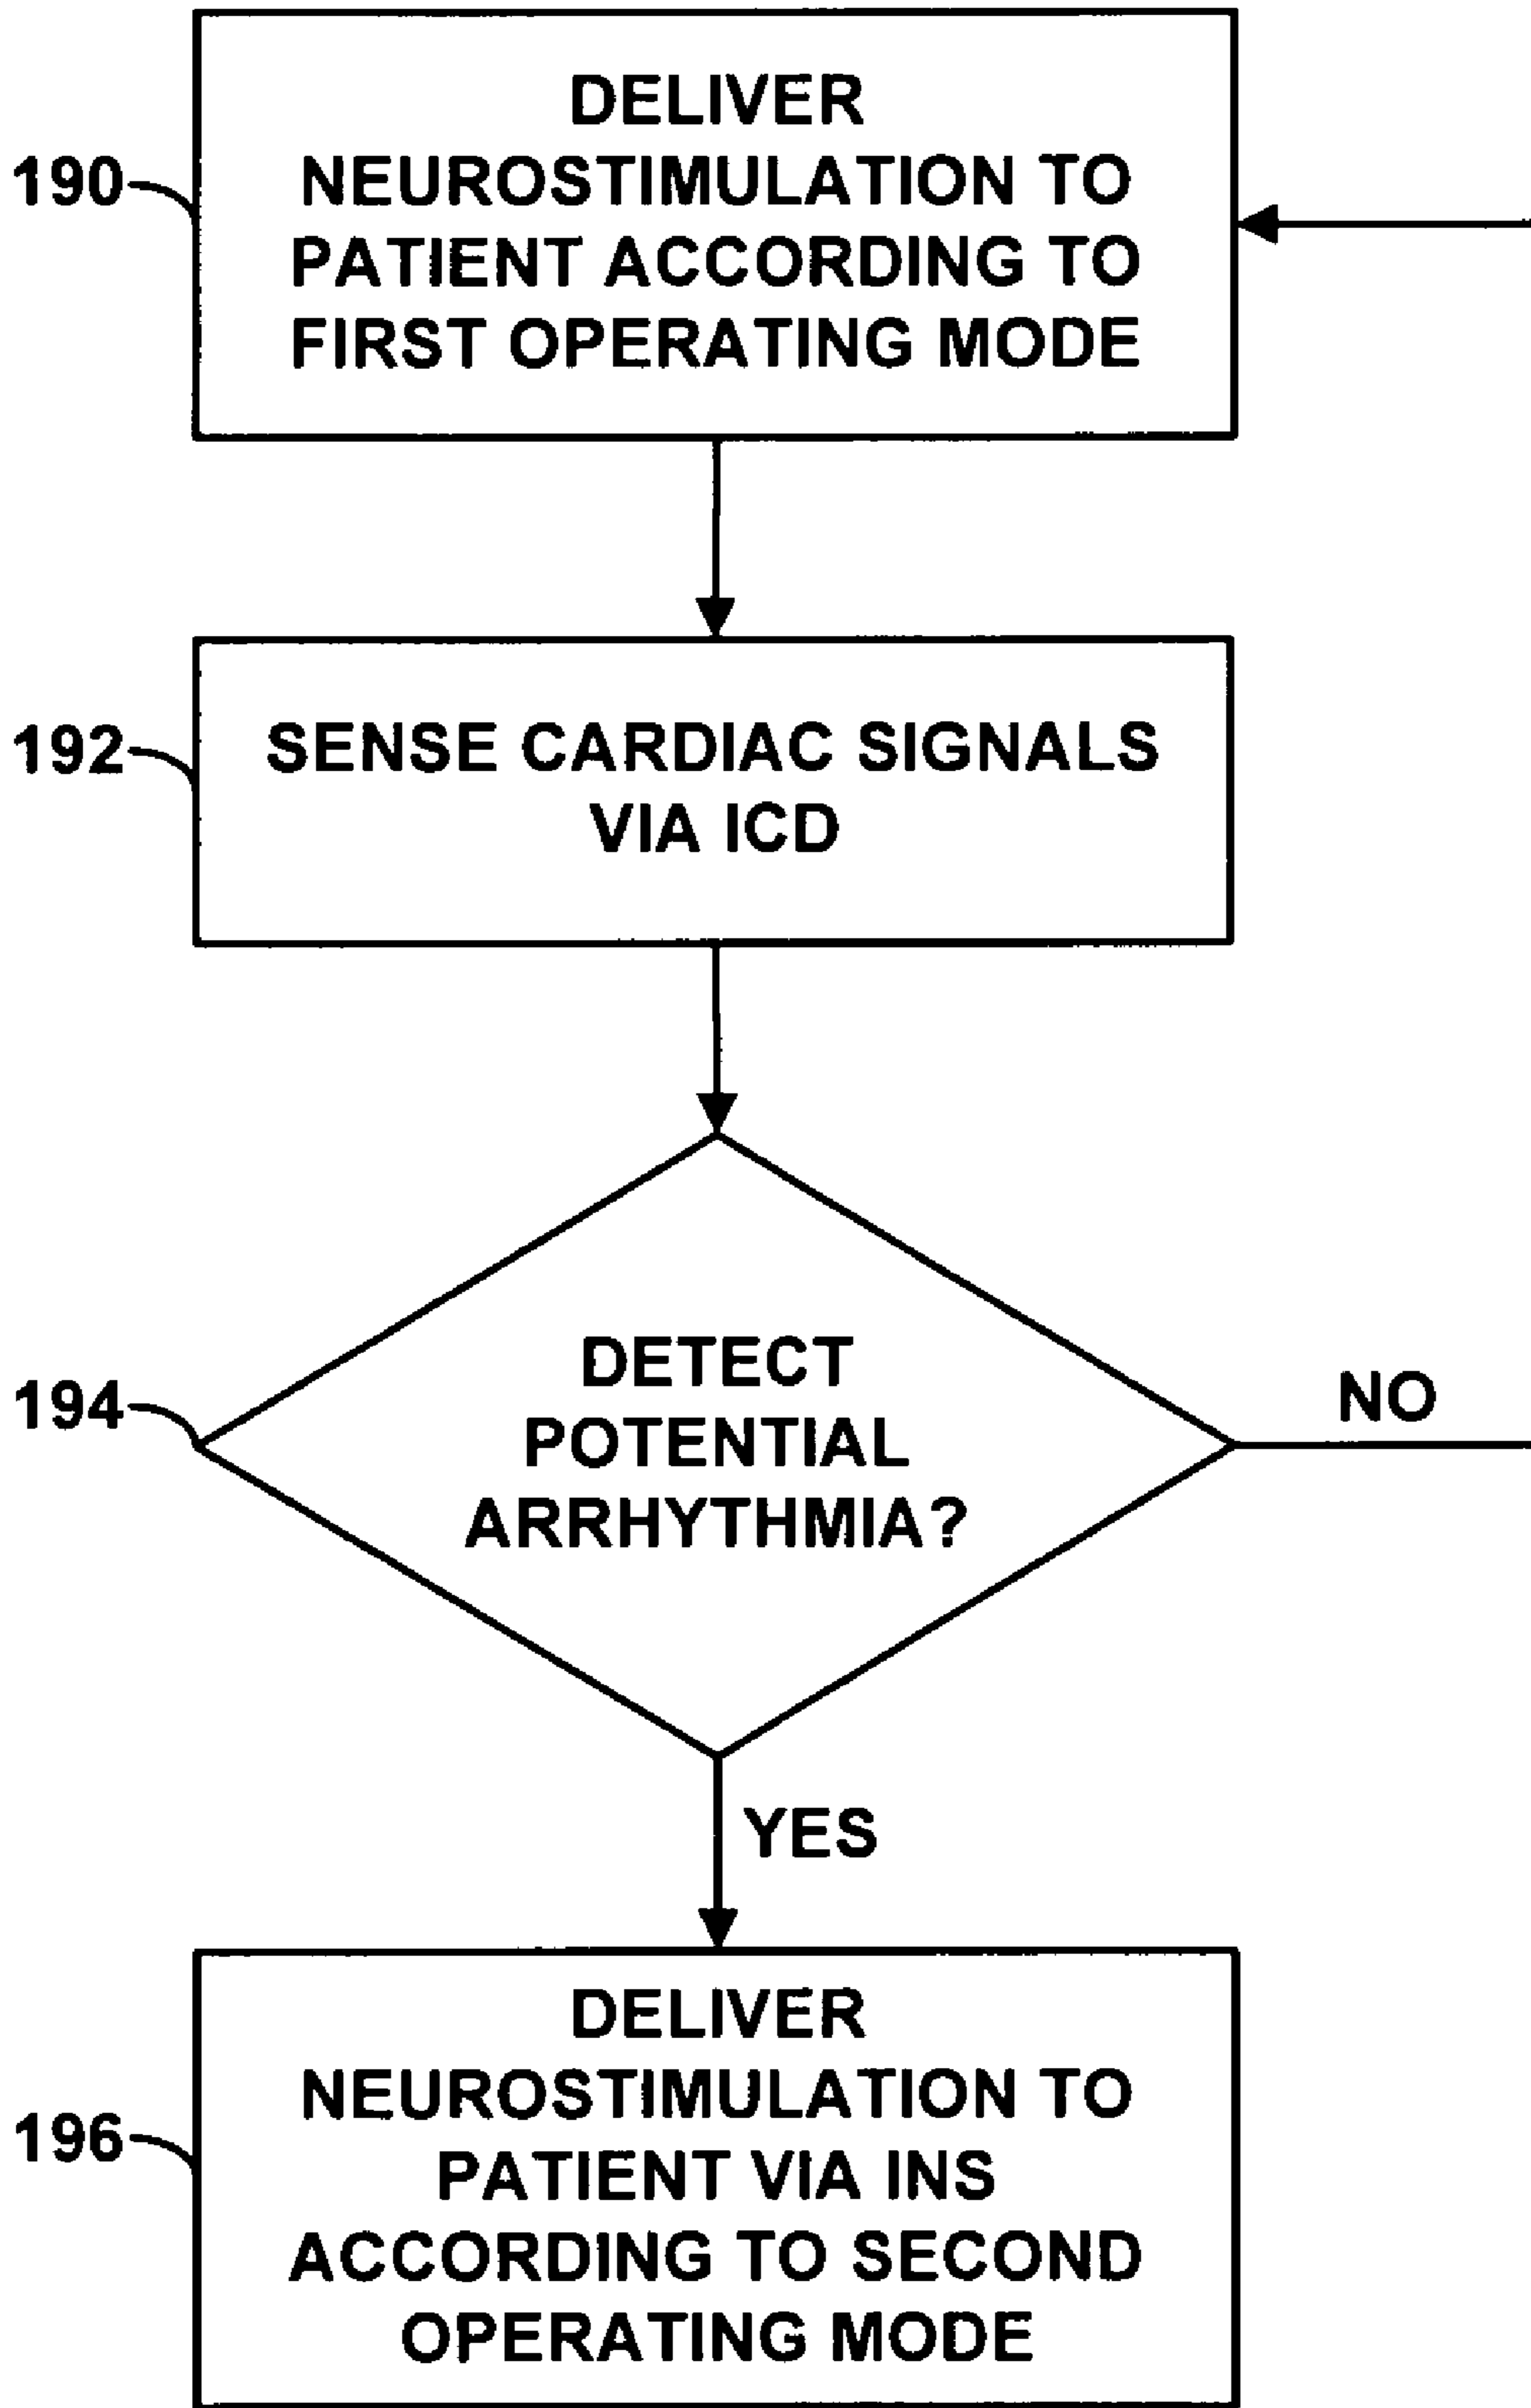 DELIVER
190
NEUROSTIMULATION TO
PATIENT ACCORDING TO
FIRST OPERATING MODE
192
SENSE CARDIAC SIGNALS
VIA ICD
194
DETECT
POTENTIAL
ARRHYTHMIA?
NO
YES
DELIVER
NEUROSTIMULATION TO
196
PATIENT VIA INS
ACCORDING TO SECOND
OPERATING MODE